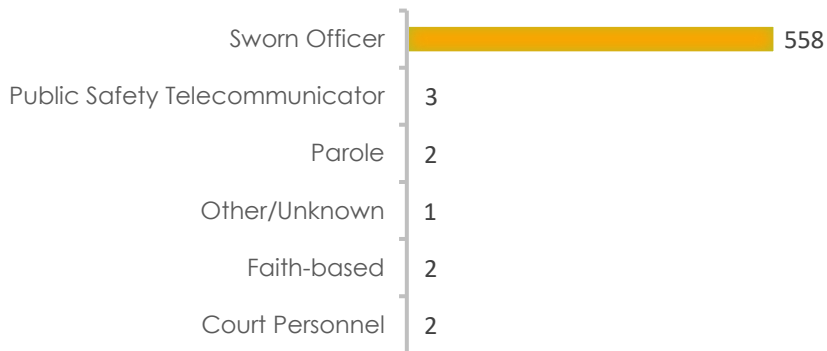 Sworn Officer 558
Public Safety Telecommunicator 3
Parole 2
Other/Unknown 1
Faith-based 2
Court Personnel 2